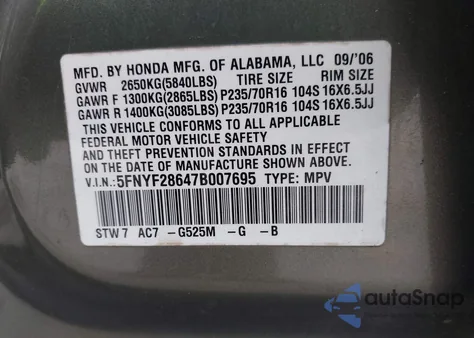 MFD. BY HONDA MFG. OF ALABAMA, LLC 09/'06
GVWR 2650KG(5840LBS) TIRE SIZE RIM SIZE
GAWR F 1300KG(2865LBS) P235/70R16 104S 16X6.5JJ
GAWR R 1400KG(3085LBS) P235/70R16 104S 16X6.5JJ
THIS VEHICLE CONFORMS TO ALL APPLICABLE
FEDERAL MOTOR VEHICLE SAFETY STANDARDS IN EFFECT
ON THE DATE OF MANUFACTURE SHOWN ABOVE.
V.I.N.: 5FNYF28647B007695 TYPE: MPV
STW7 AC7 -G525M -G -B
autoSnap